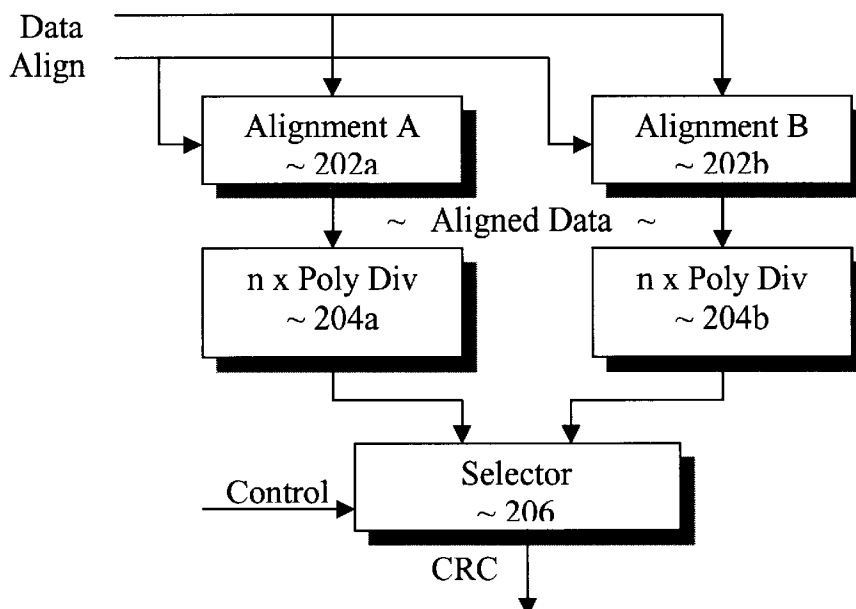 Data
Align
Alignment A
~ 202a
Alignment B
~ 202b
~ Aligned Data ~
n x Poly Div
~ 204a
n x Poly Div
~ 204b
Selector
~ 206
Control
CRC